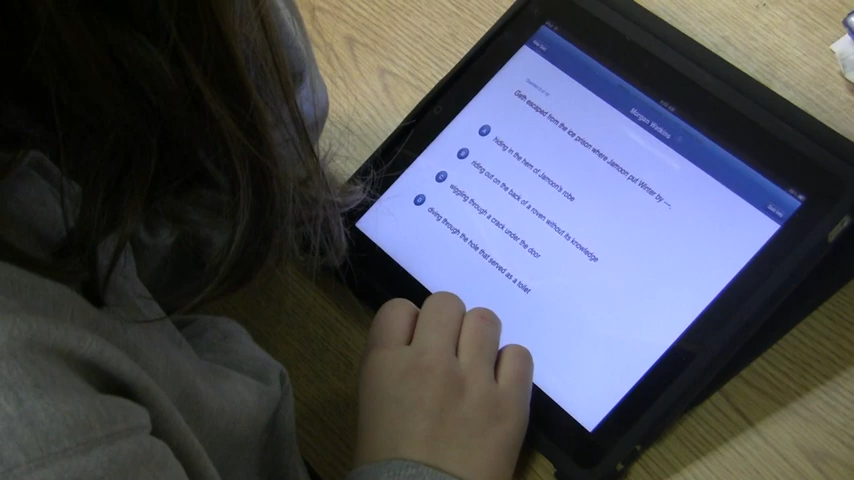 Morgan Watkins
Geth escaped from the ice prison where Jamoon put Winter by ---.
A hiding in the hem of Jamoon's robe
B riding out on the back of a roven without its knowledge
C wiggling through a crack under the door
D diving through the hole that served as a toilet